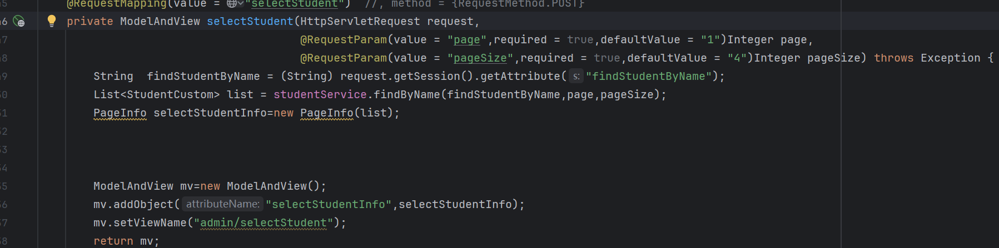 @RequestMapping(value = "selectStudent")  //, method = {RequestMethod.POST}
private ModelAndView selectStudent(HttpServletRequest request,
@RequestParam(value = "page",required = true,defaultValue = "1")Integer page,
@RequestParam(value = "pageSize",required = true,defaultValue = "4")Integer pageSize) throws Exception {
String  findStudentByName = (String) request.getSession().getAttribute( s: "findStudentByName");
List<StudentCustom> list = studentService.findByName(findStudentByName,page,pageSize);
PageInfo selectStudentInfo=new PageInfo(list);
ModelAndView mv=new ModelAndView();
mv.addObject( attributeName: "selectStudentInfo",selectStudentInfo);
mv.setViewName("admin/selectStudent");
return mv;